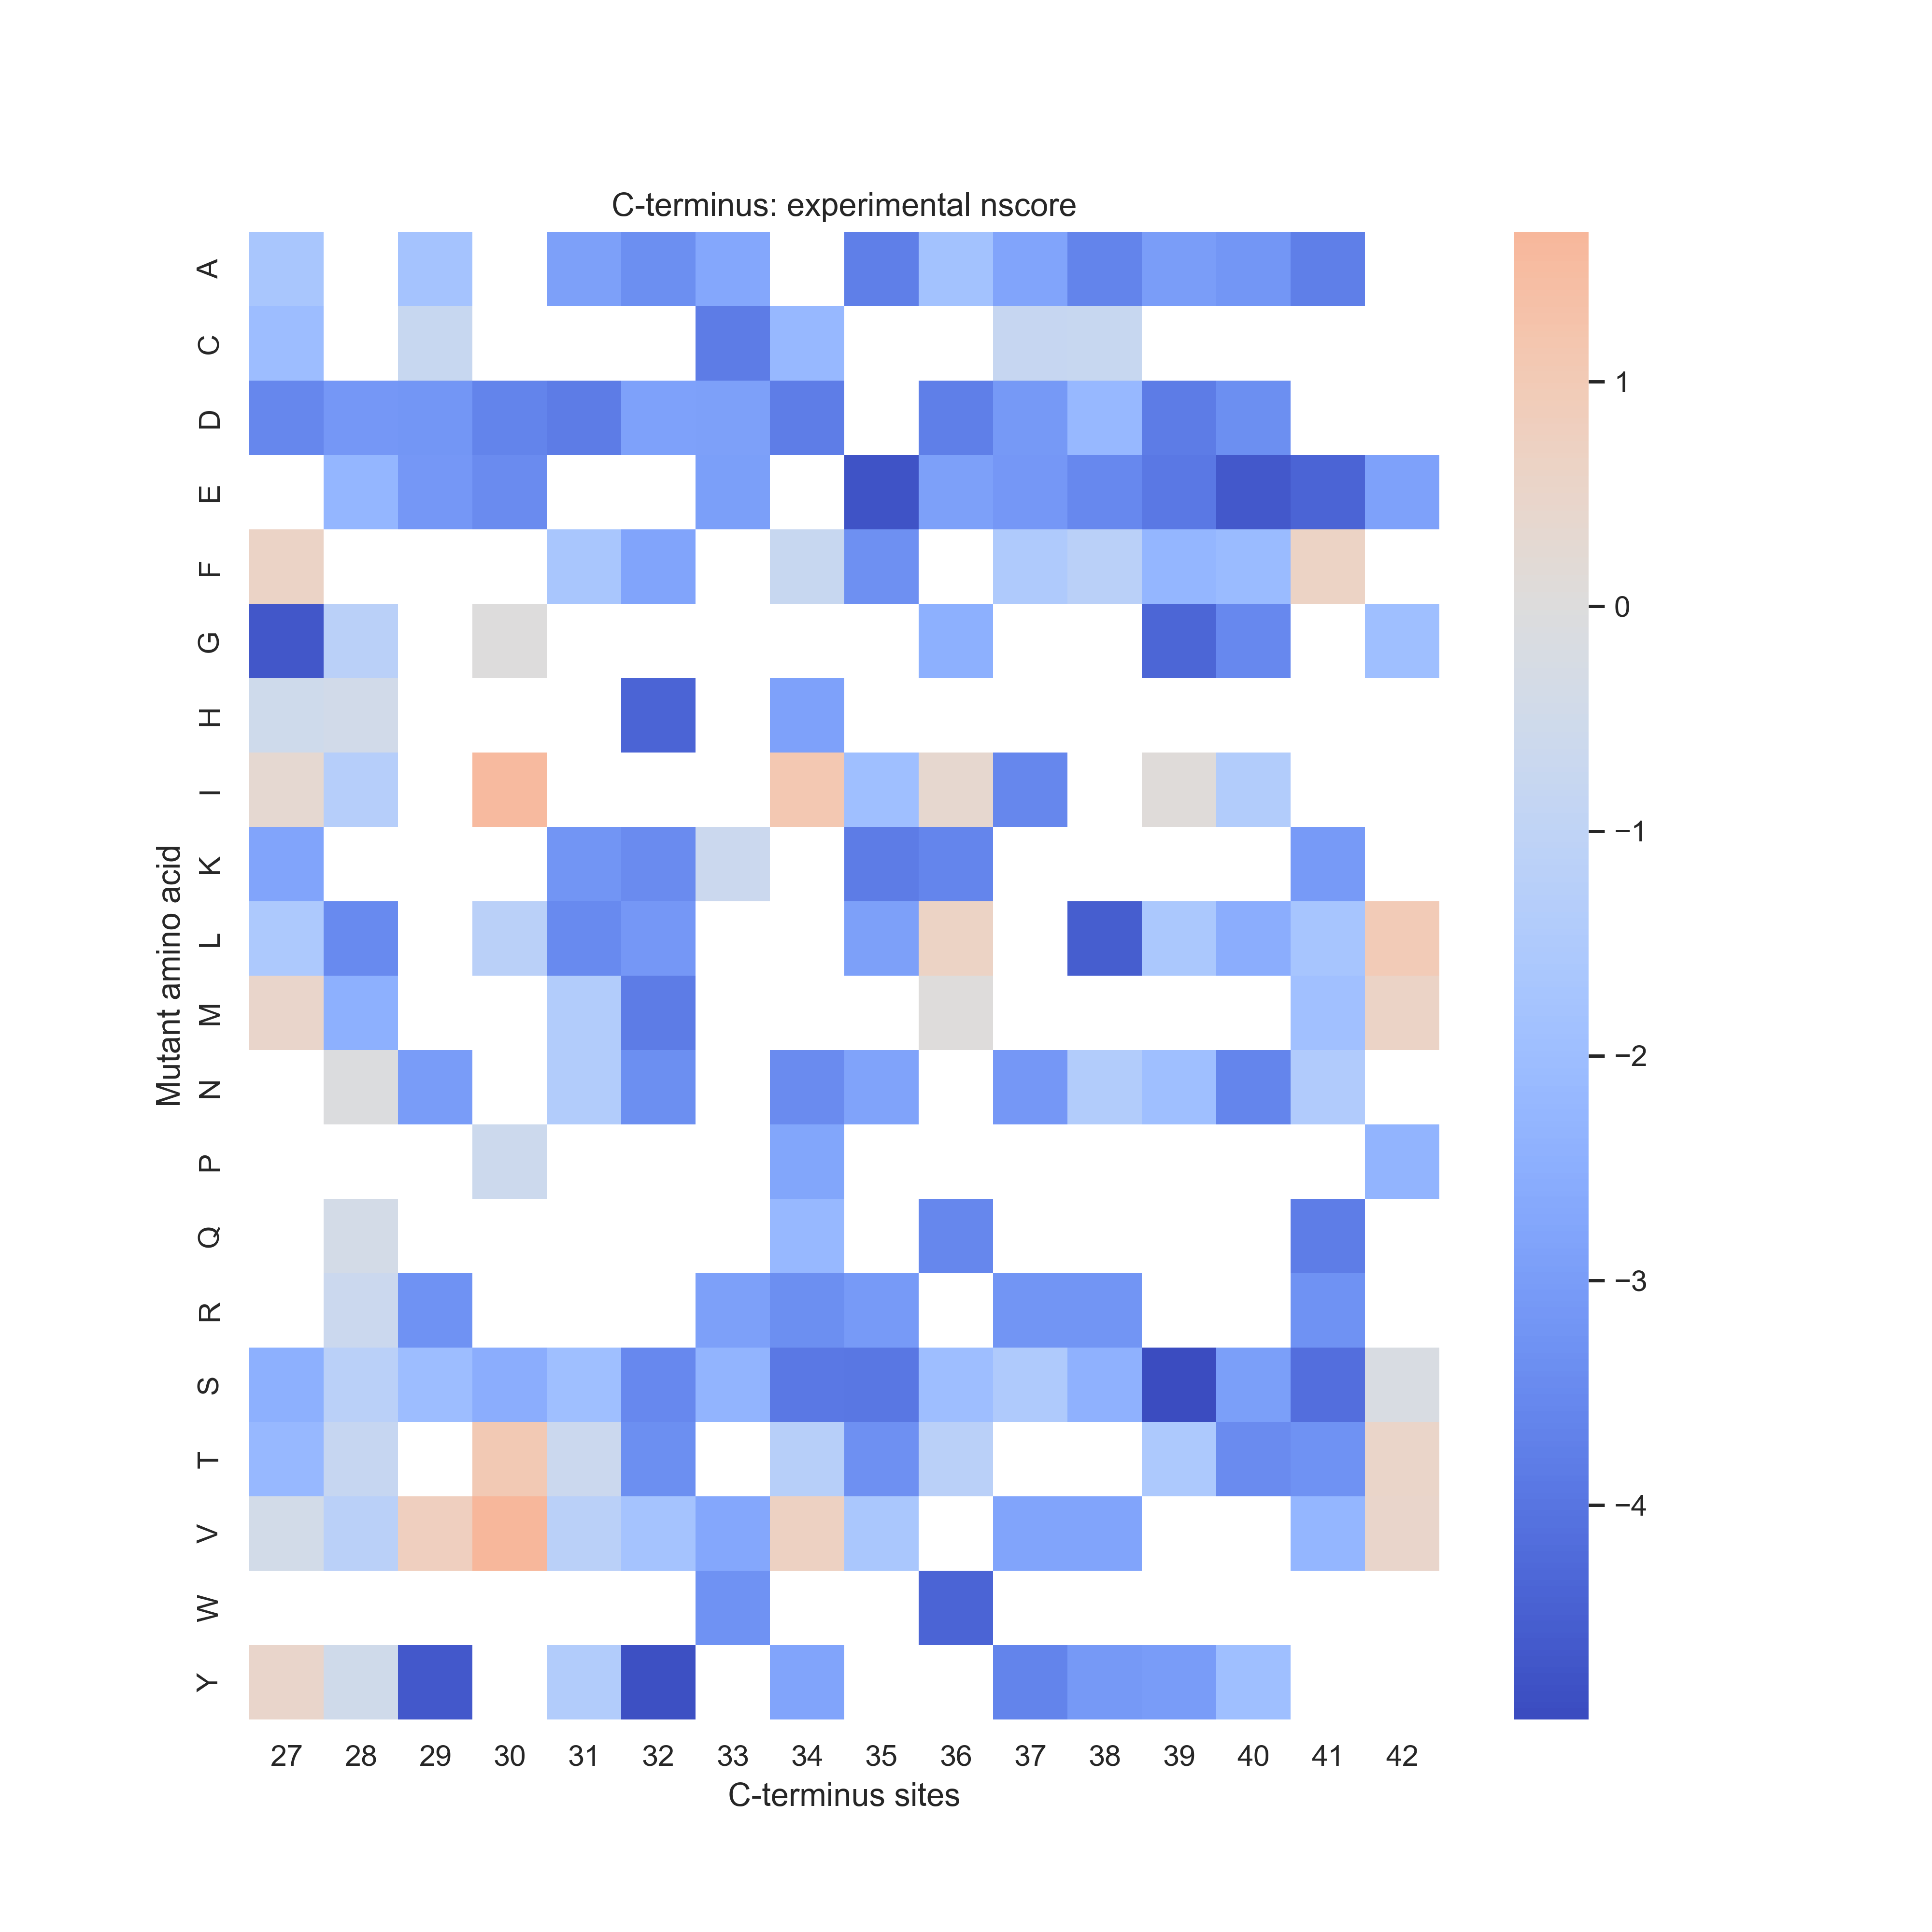 C-terminus: experimental nscore
Mutant amino acid
A
C
D
E
F
G
H
I
K
L
M
N
P
Q
R
S
T
V
W
Y
27 28 29 30 31 32 33 34 35 36 37 38 39 40 41 42
C-terminus sites
1
0
−1
−2
−3
−4